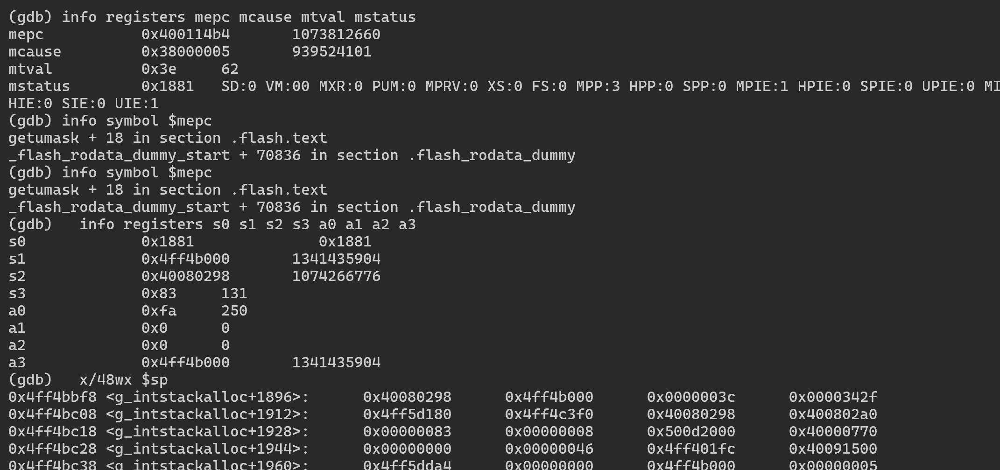 (gdb) info registers mepc mcause mtval mstatus
mepc           0x400114b4       1073812660
mcause         0x38000005       939524101
mtval          0x3e     62
mstatus        0x1881   SD:0 VM:00 MXR:0 PUM:0 MPRV:0 XS:0 FS:0 MPP:3 HPP:0 SPP:0 MPIE:1 HPIE:0 SPIE:0 UPIE:0 MI
HIE:0 SIE:0 UIE:1
(gdb) info symbol $mepc
getumask + 18 in section .flash.text
_flash_rodata_dummy_start + 70836 in section .flash_rodata_dummy
(gdb) info symbol $mepc
getumask + 18 in section .flash.text
_flash_rodata_dummy_start + 70836 in section .flash_rodata_dummy
(gdb)   info registers s0 s1 s2 s3 a0 a1 a2 a3
s0             0x1881              0x1881
s1             0x4ff4b000       1341435904
s2             0x40080298       1074266776
s3             0x83     131
a0             0xfa     250
a1             0x0      0
a2             0x0      0
a3             0x4ff4b000       1341435904
(gdb)   x/48wx $sp
0x4ff4bbf8 <g_intstackalloc+1896>:      0x40080298      0x4ff4b000      0x0000003c      0x0000342f
0x4ff4bc08 <g_intstackalloc+1912>:      0x4ff5d180      0x4ff4c3f0      0x40080298      0x400802a0
0x4ff4bc18 <g_intstackalloc+1928>:      0x00000083      0x00000008      0x500d2000      0x40000770
0x4ff4bc28 <g_intstackalloc+1944>:      0x00000000      0x00000046      0x4ff401fc      0x40091500
0x4ff4bc38 <g_intstackalloc+1960>:      0x4ff5dda4      0x00000000      0x4ff4b000      0x00000005